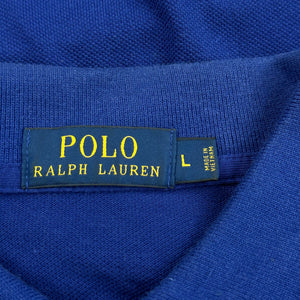 POLO
RALPH LAUREN
L
MADE IN
VIETNAM